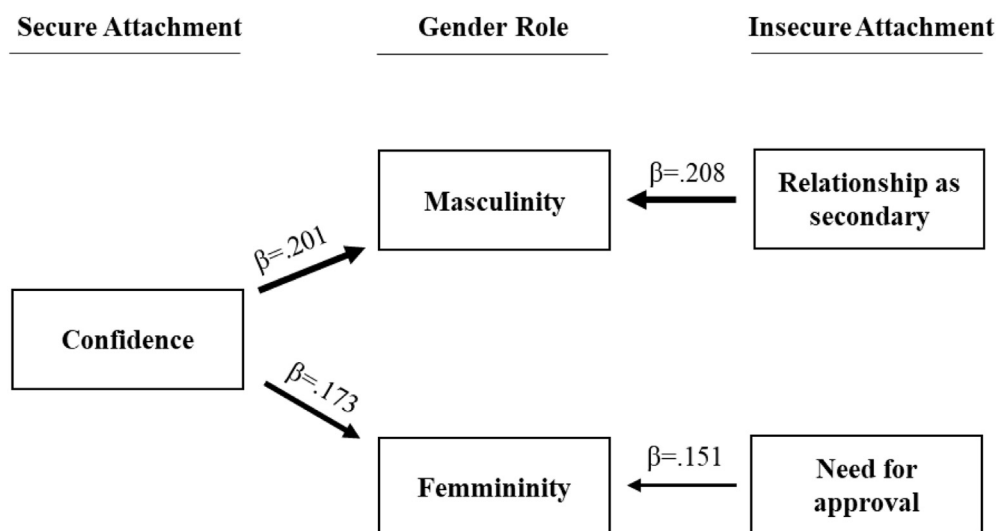 Secure Attachment
Gender Role
Insecure Attachment
Masculinity
β=.208
Relationship as
secondary
β=.201
Confidence
β=.173
Femmininity
β=.151
Need for
approval